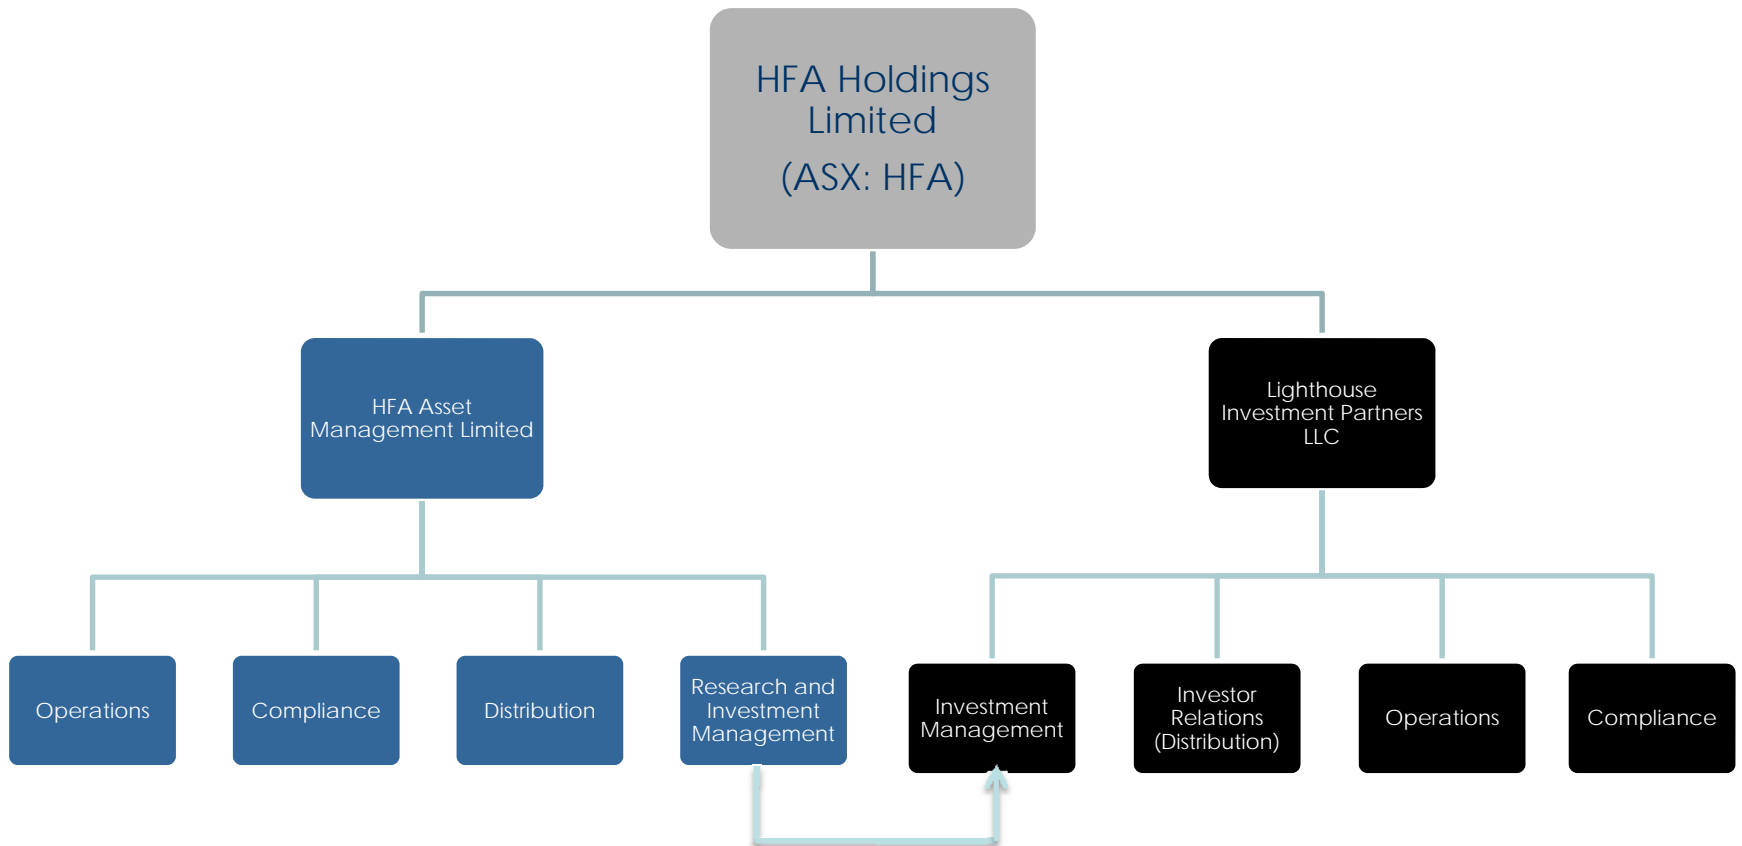 HFA Holdings
Limited
(ASX: HFA)
HFA Asset
Management Limited
Lighthouse
Investment Partners
LLC
Operations
Compliance
Distribution
Research and
Investment
Management
Investment
Management
Investor
Relations
(Distribution)
Operations
Compliance